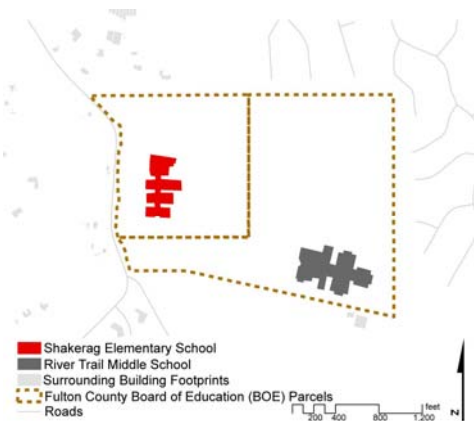 Shakerag Elementary School
River Trail Middle School
Surrounding Building Footprints
Fulton County Board of Education (BOE) Parcels
Roads
feet
200 400 800 1,200
N